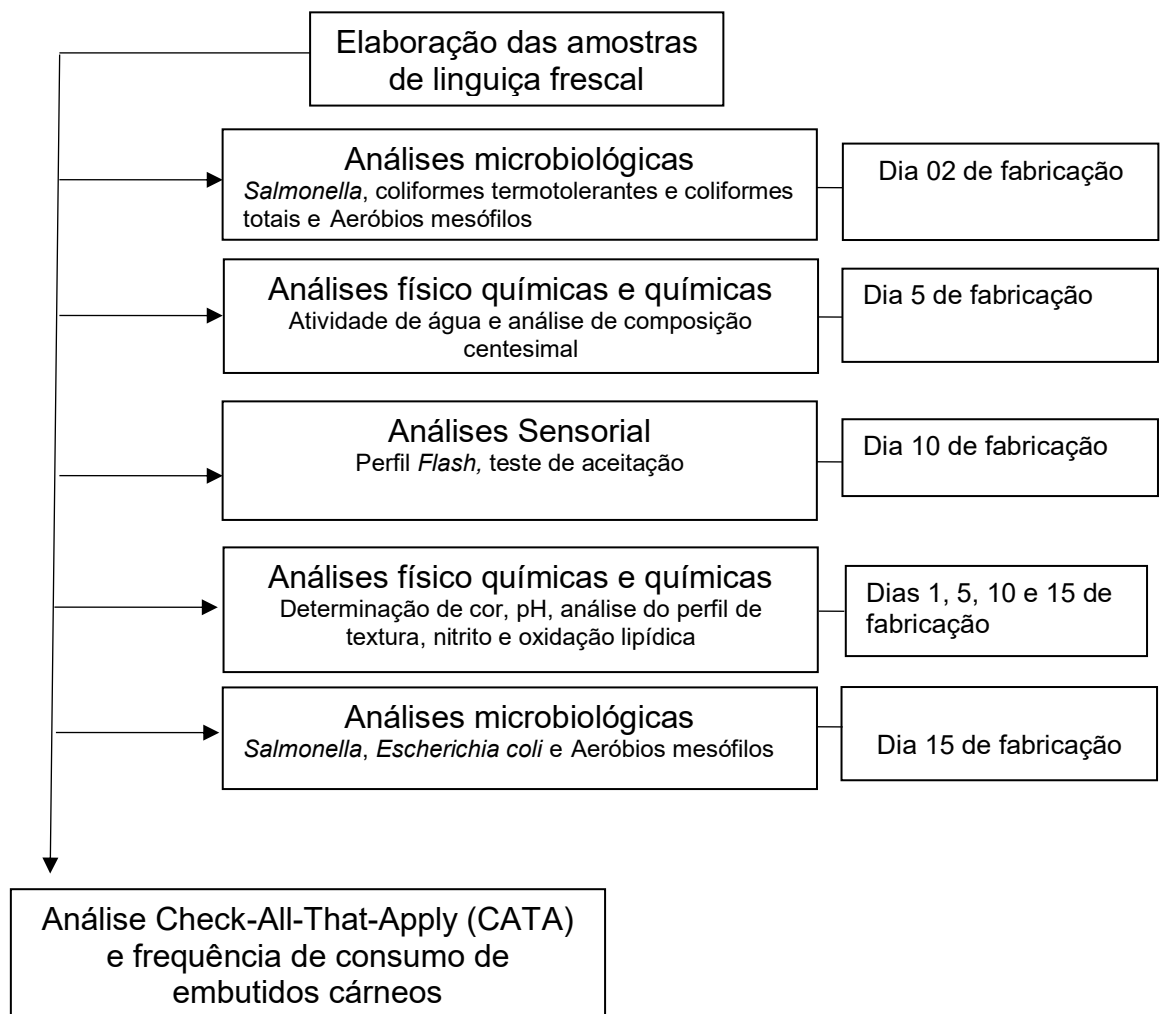 Elaboração das amostras
de linguiça frescal
Análises microbiológicas
Salmonella, coliformes termotolerantes e coliformes
totais e Aeróbios mesófilos
Dia 02 de fabricação
Análises físico químicas e químicas
Atividade de água e análise de composição
centesimal
Dia 5 de fabricação
Análises Sensorial
Perfil Flash, teste de aceitação
Dia 10 de fabricação
Análises físico químicas e químicas
Determinação de cor, pH, análise do perfil de
textura, nitrito e oxidação lipídica
Dias 1, 5, 10 e 15 de
fabricação
Análises microbiológicas
Salmonella, Escherichia coli e Aeróbios mesófilos
Dia 15 de fabricação
Análise Check-All-That-Apply (CATA)
e frequência de consumo de
embutidos cárneos